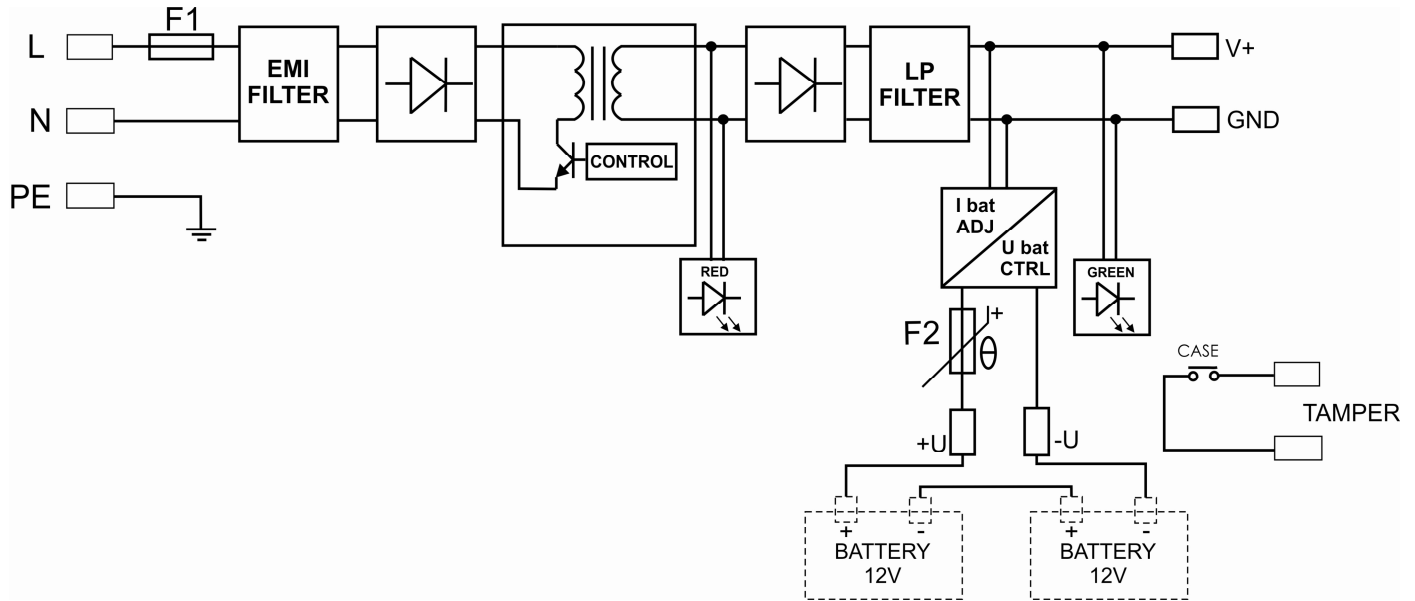 F1
L
EMI
FILTER
LP
FILTER
V+
N
GND
CONTROL
PE
I bat
ADJ
U bat
CTRL
RED
GREEN
F2
I+
θ
CASE
TAMPER
+U
-U
+
-
+
-
BATTERY
12V
BATTERY
12V